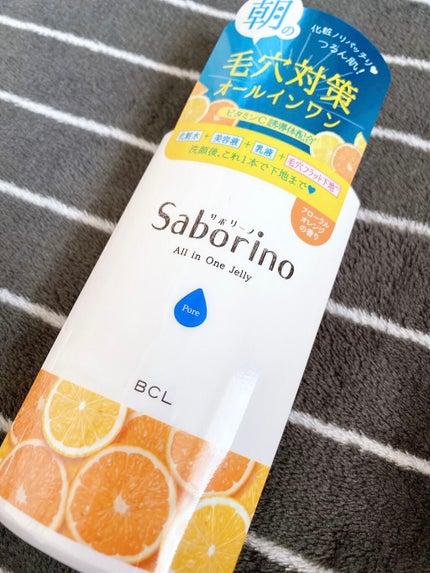 朝の
化粧ノリパッチリ♥
つるん肌!
毛穴対策
オールインワン
ビタミンC誘導体配合
化粧水+美容液+乳液+毛穴フラット下地
洗顔後、これ1本で下地まで♥
フローラル
オレンジ
の香り
サボリーノ
Saborino
All in One Jelly
Pore
BCL